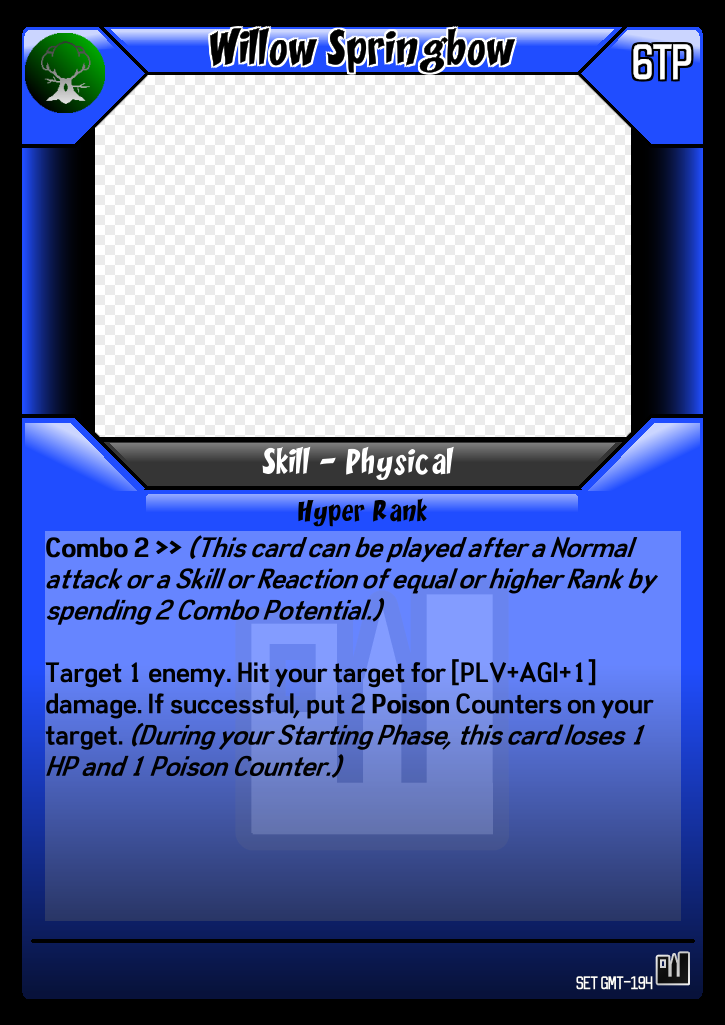 Willow Springbow
6TP
Skill - Physical
Hyper Rank
Combo 2 >> (This card can be played after a Normal
attack or a Skill or Reaction of equal or higher Rank by
spending 2 Combo Potential.)
Target 1 enemy. Hit your target for [PLV+AGI+1]
damage. If successful, put 2 Poison Counters on your
target. (During your Starting Phase, this card loses 1
HP and 1 Poison Counter.)
SET GMT-194